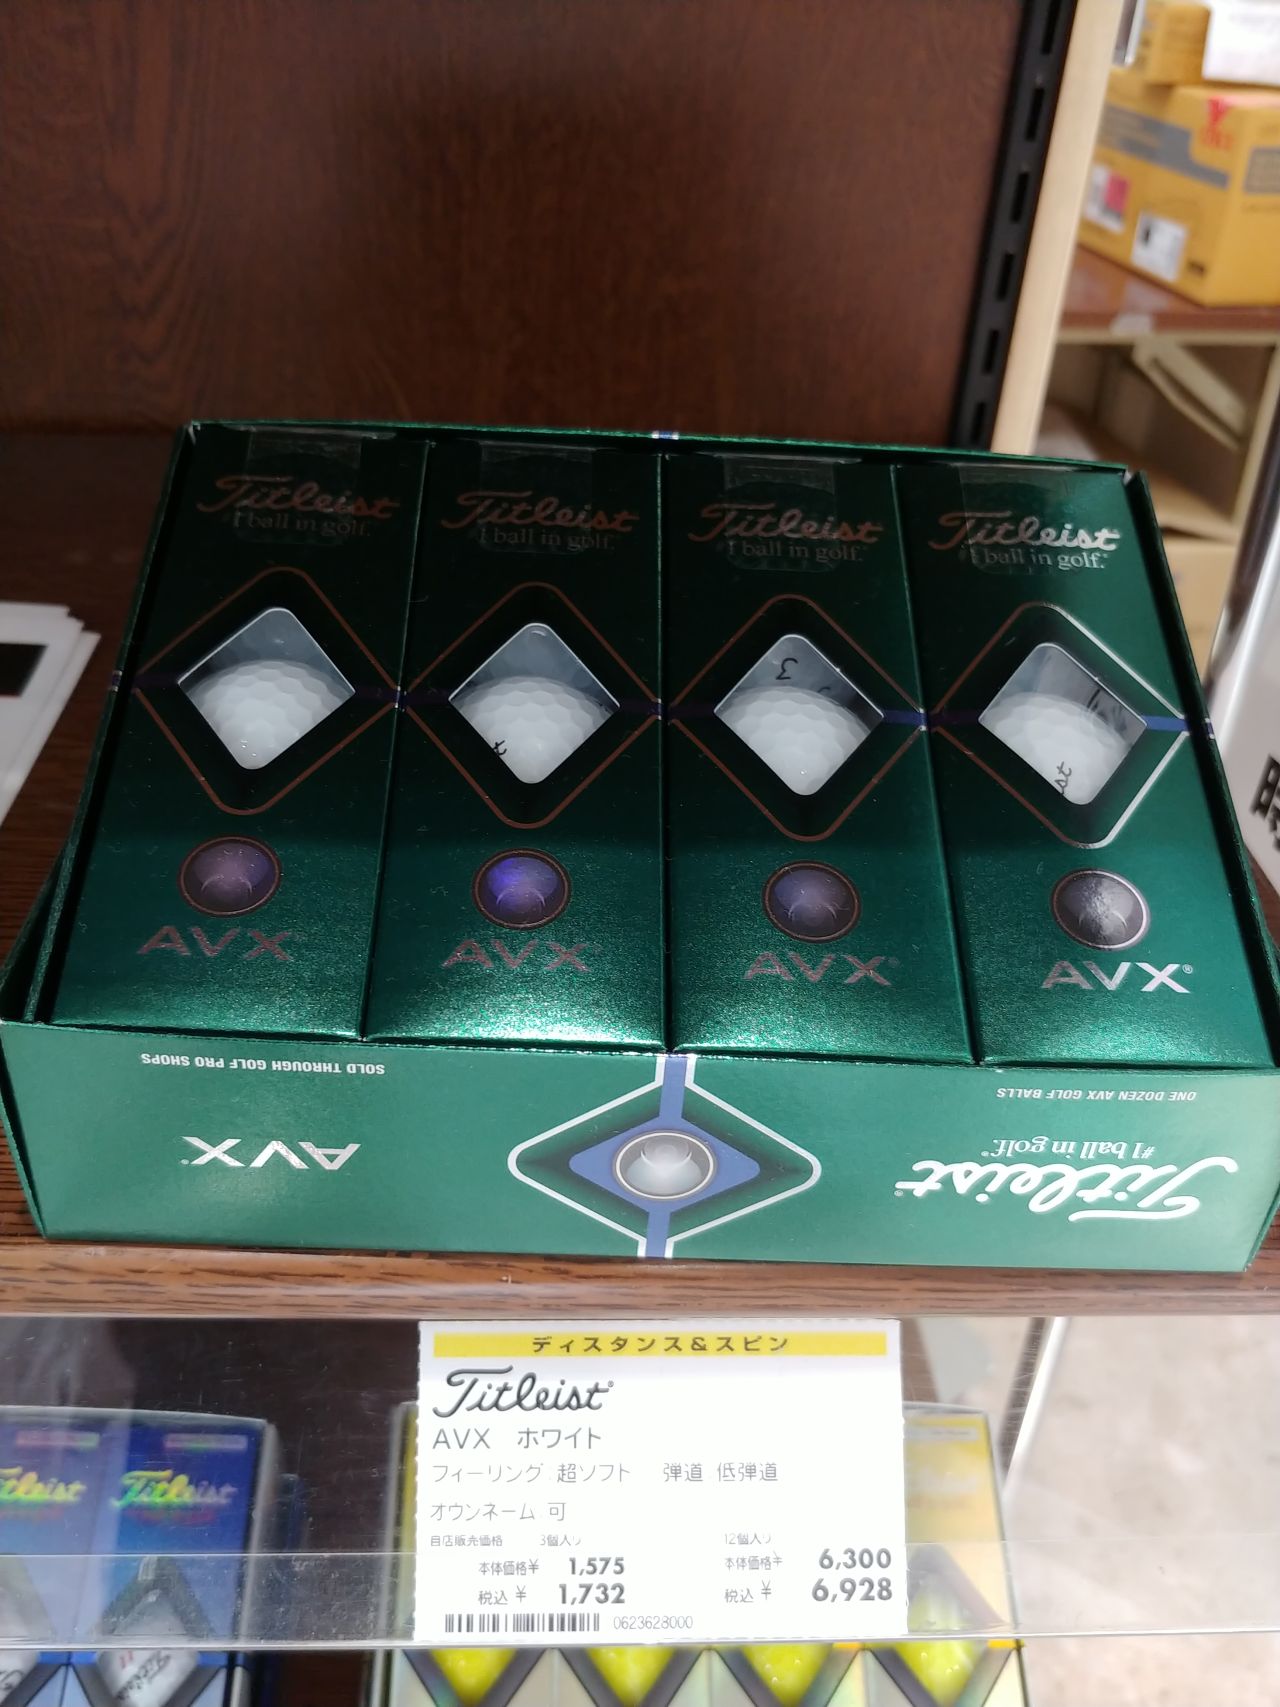 Titleist
#1 ball in golf.
Titleist
#1 ball in golf.
Titleist
#1 ball in golf.
Titleist
#1 ball in golf.
3
AVX
AVX
AVX
AVX®
SOLD THROUGH GOLF PRO SHOPS
ONE DOZEN AVX GOLF BALLS
AVX
#1 ball in golf.
Titleist
ディスタンス&スピン
Titleist®
AVX ホワイト
フィーリング:超ソフト 弾道:低弾道
オウンネーム:可
自店販売価格 3個入り 12個入り
本体価格¥ 1,575 本体価格¥ 6,300
税込 ¥ 1,732 税込 ¥ 6,928
0623628000
Titleist